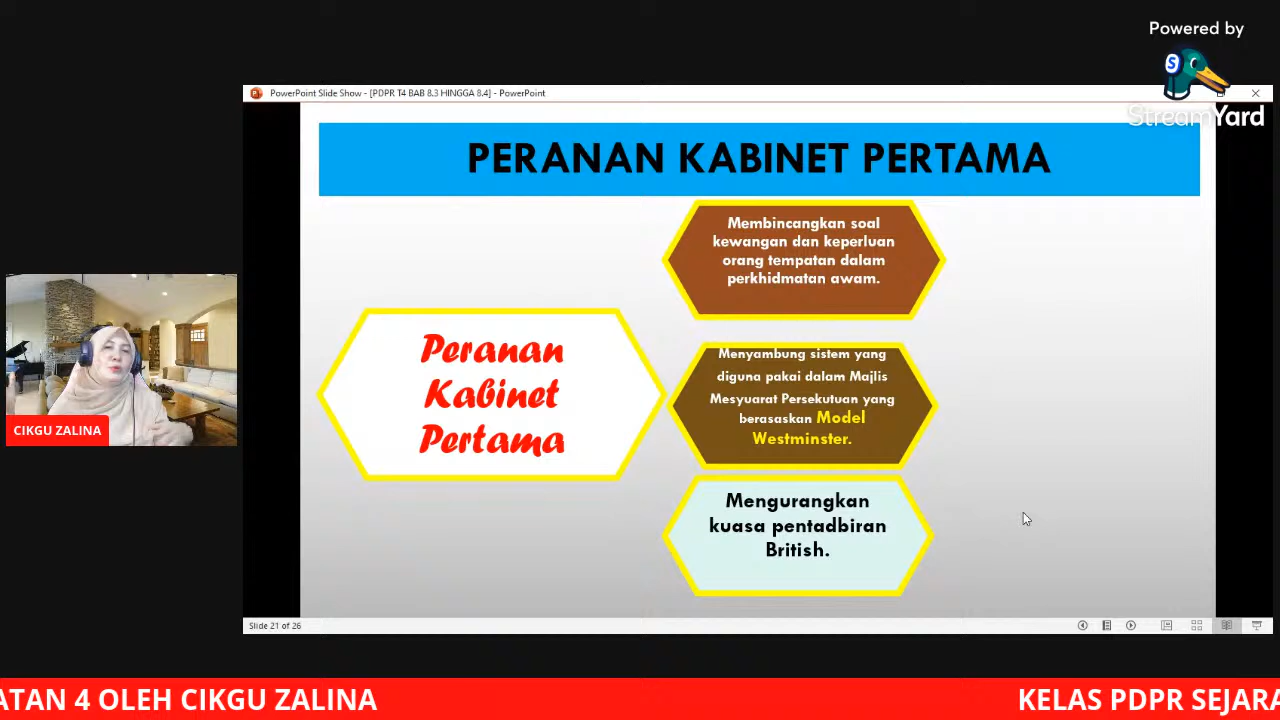 Powered by
StreamYard
PowerPoint Slide Show - [PDPR T4 BAB 8.3 HINGGA 8.4] - PowerPoint
PERANAN KABINET PERTAMA
Membincangkan soal
kewangan dan keperluan
orang tempatan dalam
perkhidmatan awam.
Peranan
Kabinet
Pertama
Menyambung sistem yang
diguna pakai dalam Majlis
Mesyuarat Persekutuan yang
berasaskan Model
Westminster.
Mengurangkan
kuasa pentadbiran
British.
CIKGU ZALINA
Slide 21 of 26
ATAN 4 OLEH CIKGU ZALINA
KELAS PDPR SEJARA